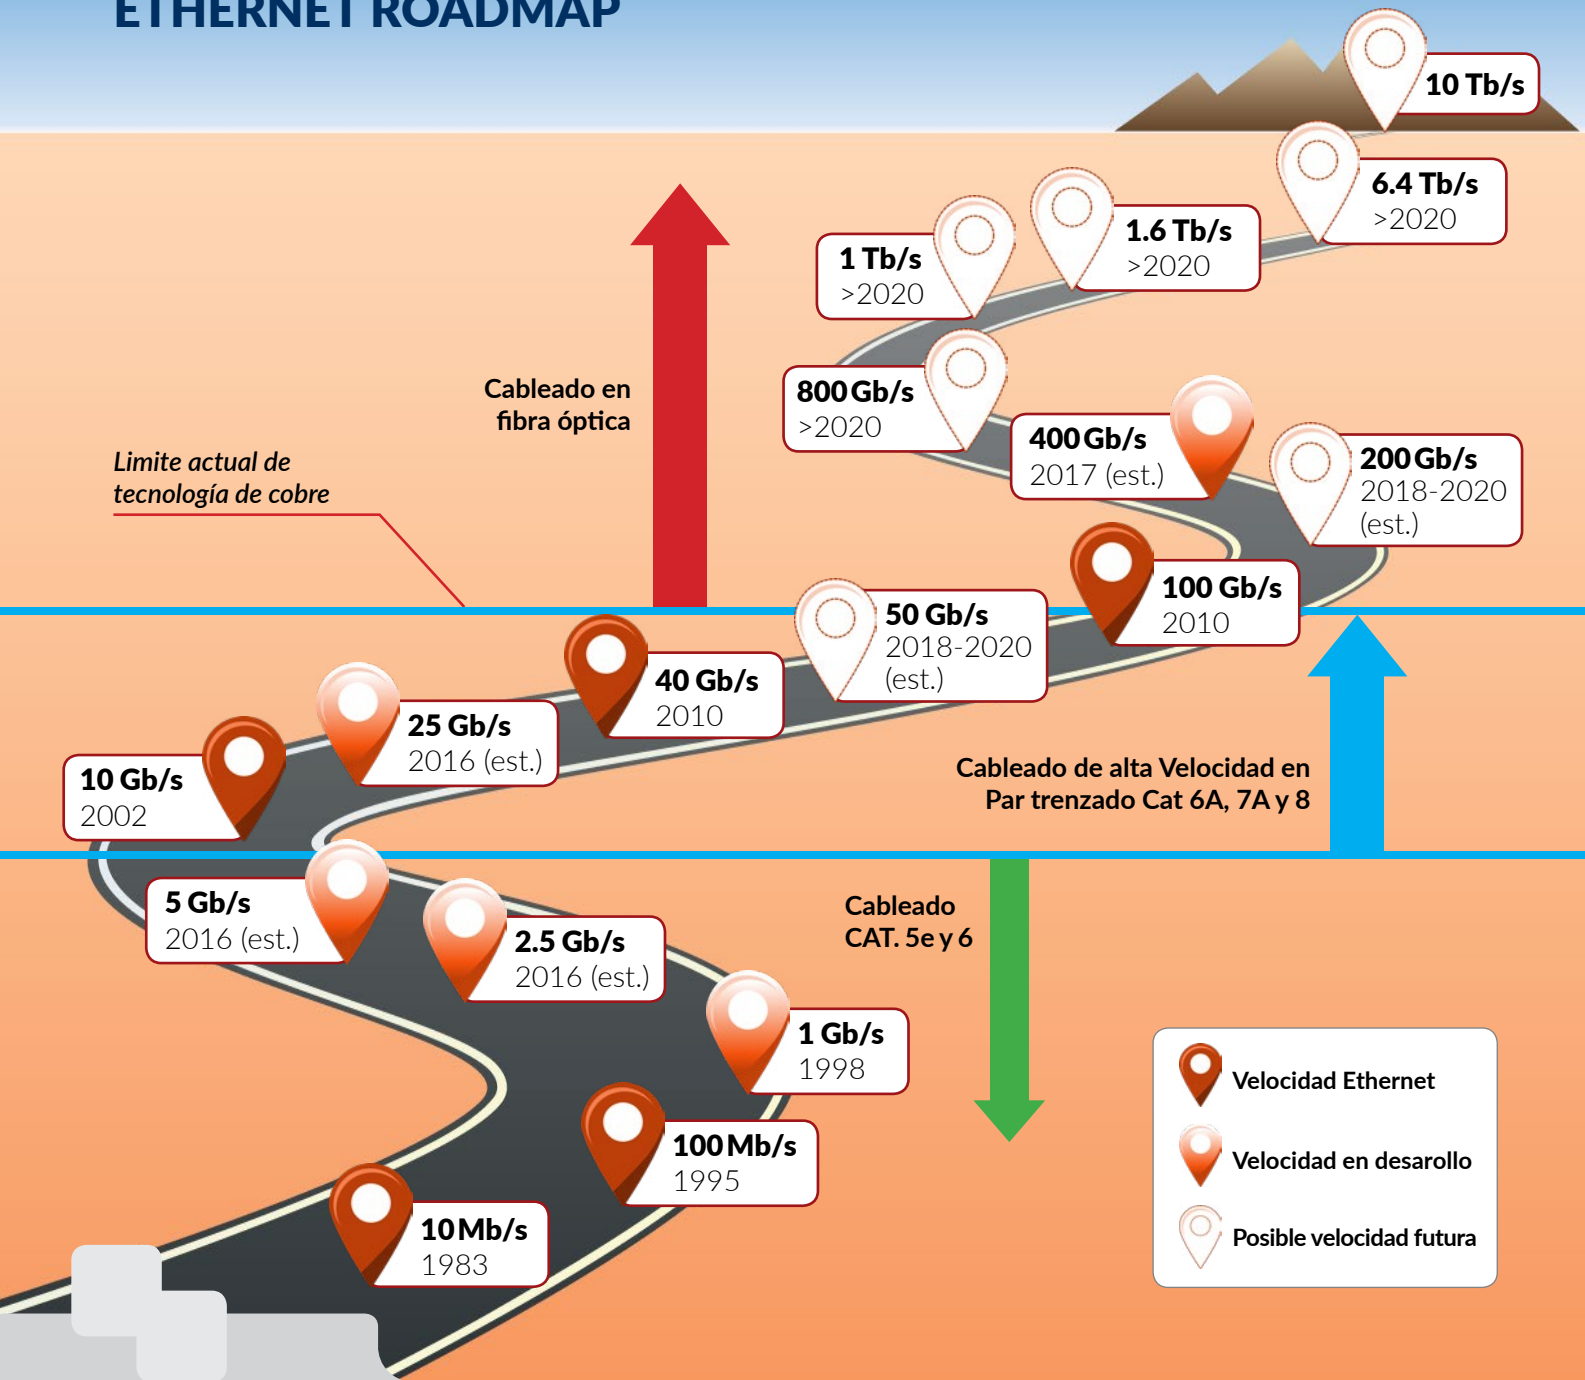 ETHERNET ROADMAP
10 Tb/s
6.4 Tb/s
>2020
1.6 Tb/s
>2020
1 Tb/s
>2020
800 Gb/s
>2020
400 Gb/s
2017 (est.)
200 Gb/s
2018-2020
(est.)
Cableado en
fibra óptica
Limite actual de
tecnología de cobre
100 Gb/s
2010
50 Gb/s
2018-2020
(est.)
40 Gb/s
2010
25 Gb/s
2016 (est.)
10 Gb/s
2002
Cableado de alta Velocidad en
Par trenzado Cat 6A, 7A y 8
5 Gb/s
2016 (est.)
2.5 Gb/s
2016 (est.)
Cableado
CAT. 5e y 6
1 Gb/s
1998
100 Mb/s
1995
10 Mb/s
1983
Velocidad Ethernet
Velocidad en desarollo
Posible velocidad futura